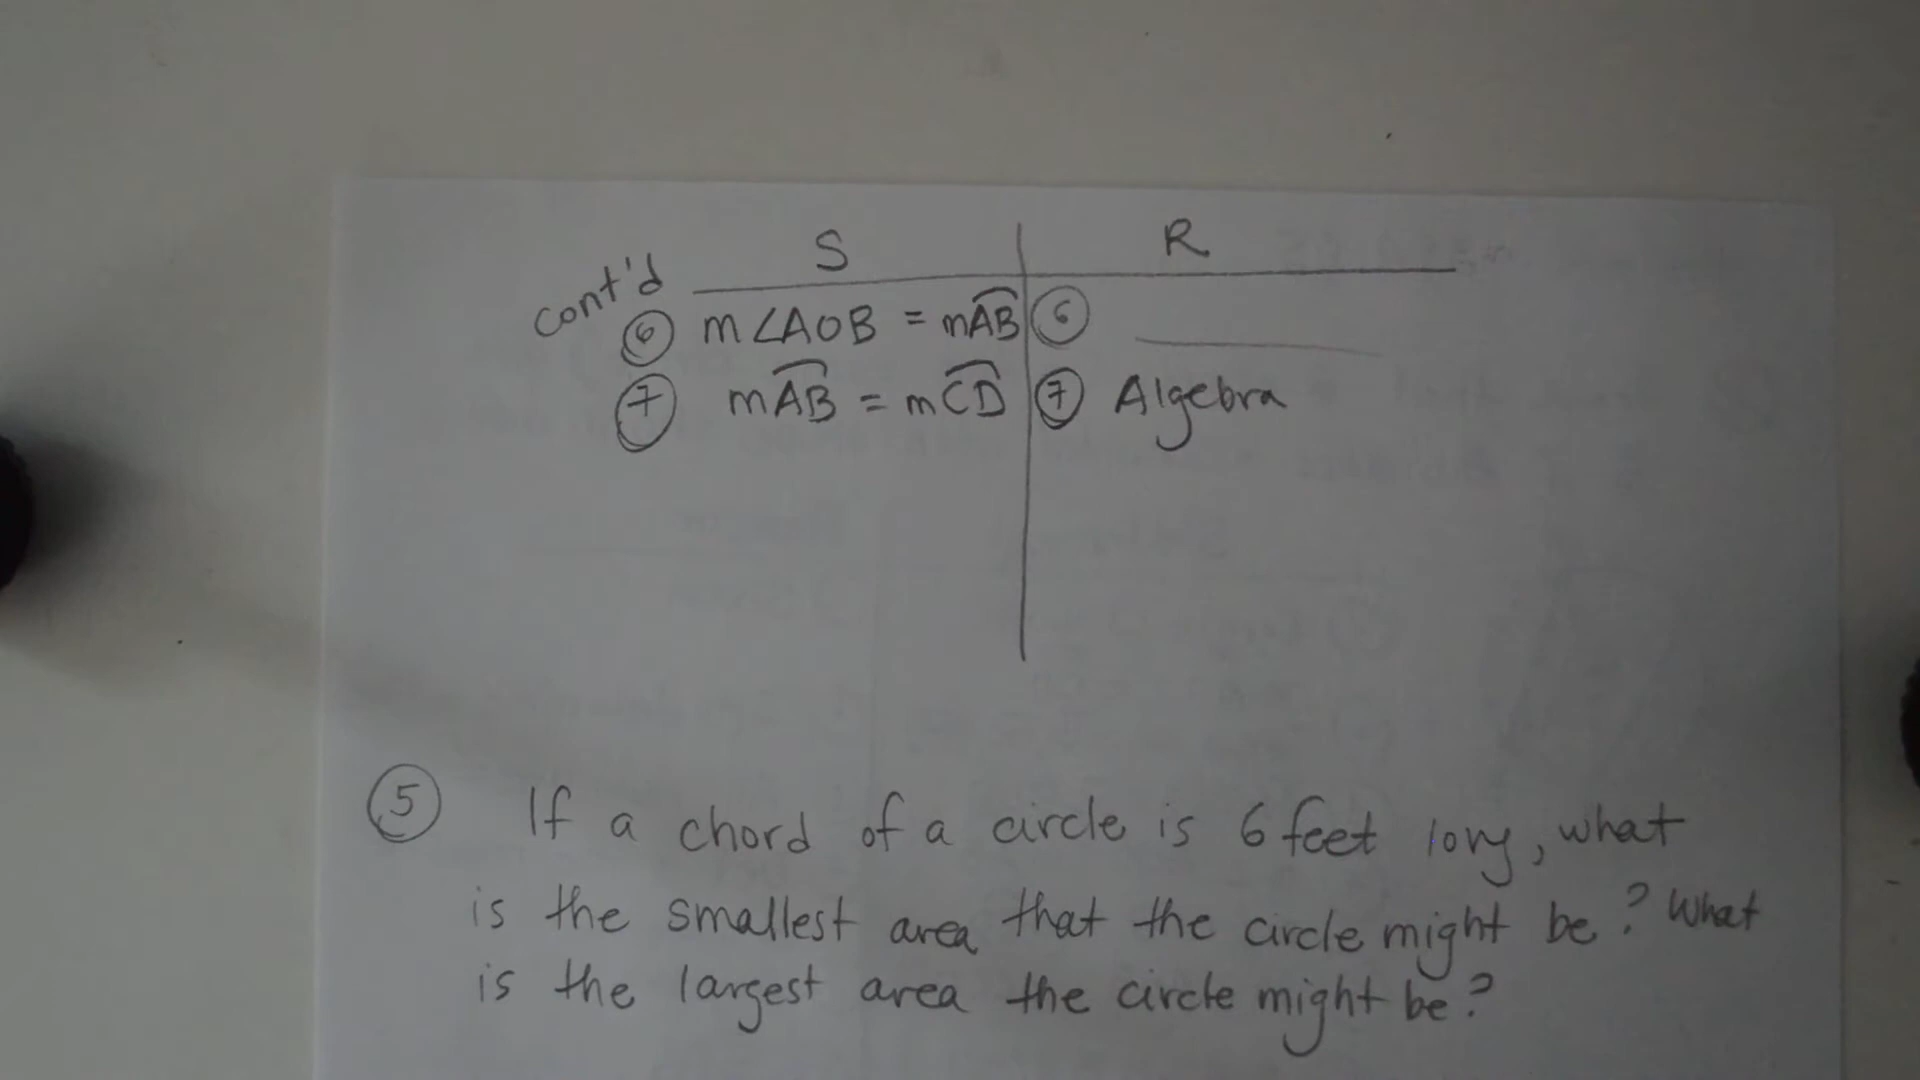 S R
cont'd
⑥ m∠AOB = mAB ⑥
⑦ mAB = mCD ⑦ Algebra
⑤ If a chord of a circle is 6 feet long, what
is the smallest area that the circle might be? What
is the largest area the circle might be?